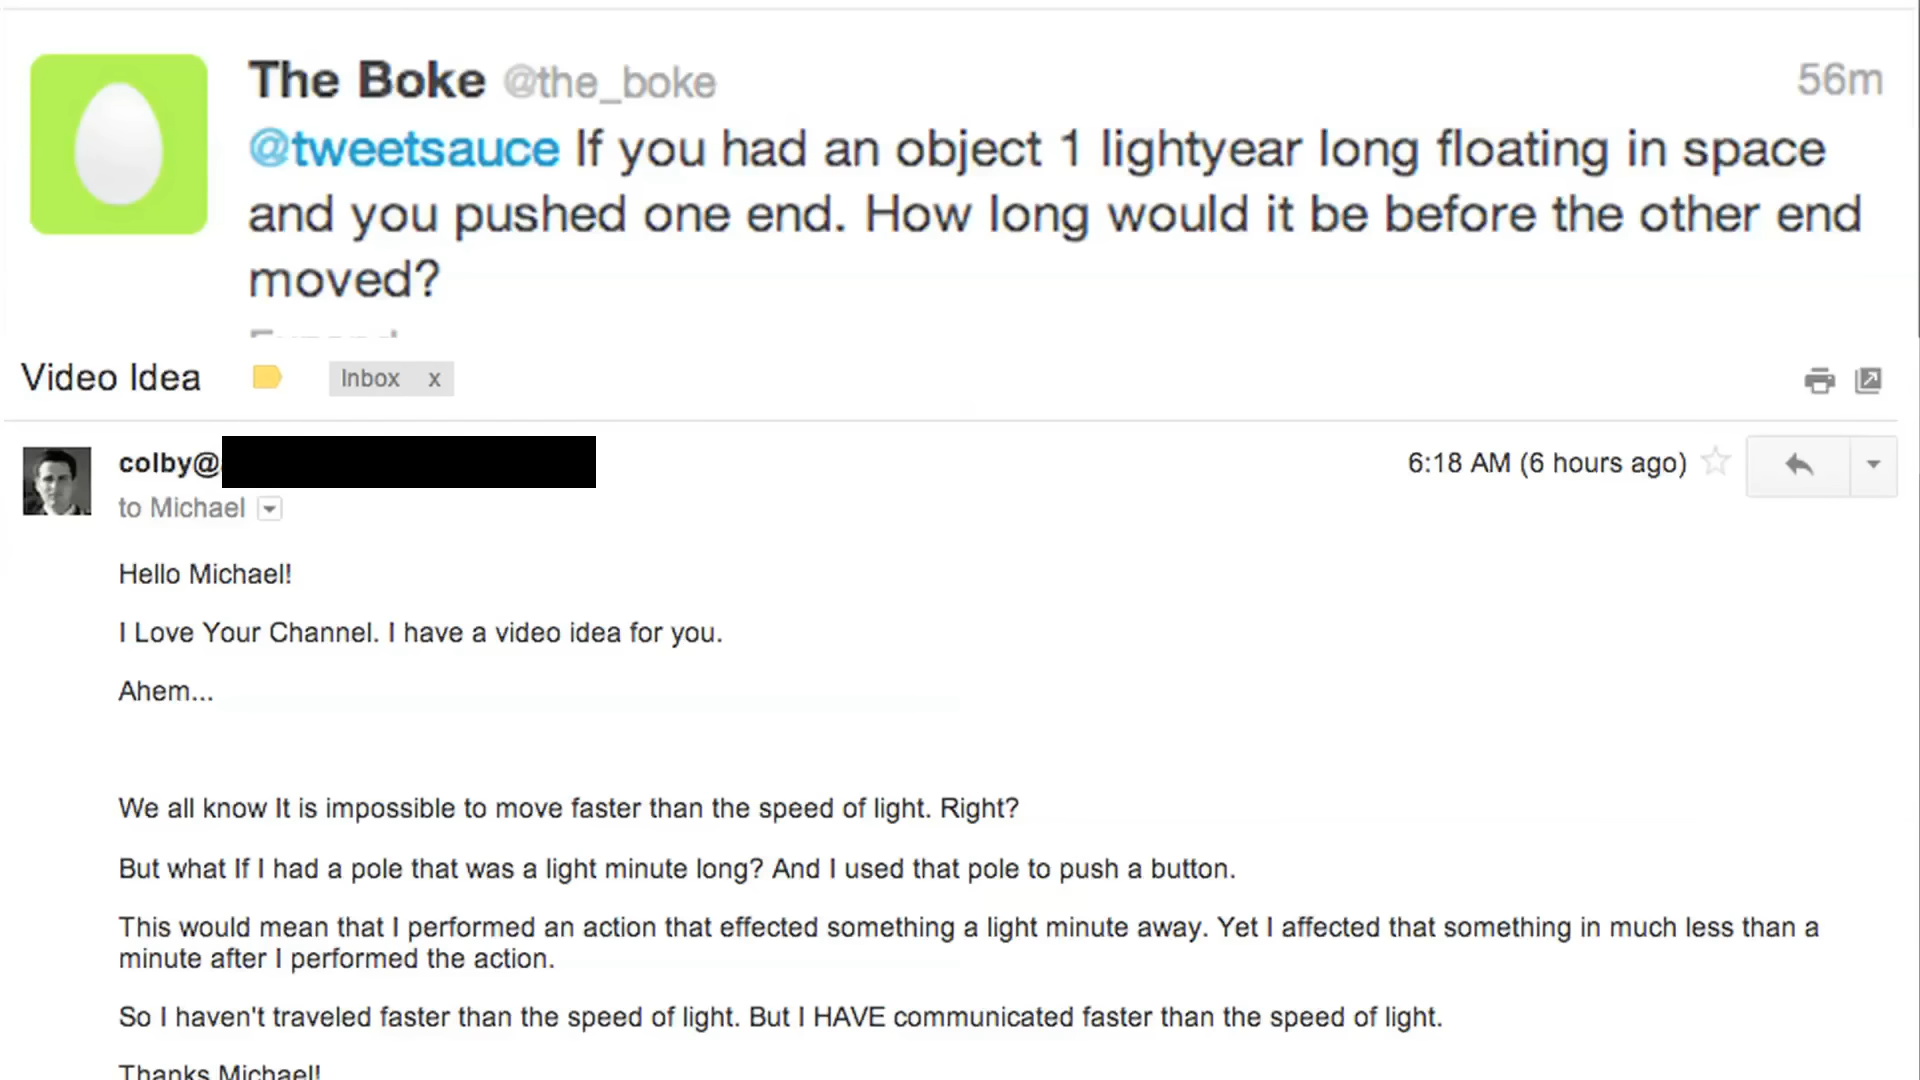 The Boke @the_boke 56m
@tweetsauce If you had an object 1 lightyear long floating in space
and you pushed one end. How long would it be before the other end
moved?
Video Idea Inbox x
colby@
6:18 AM (6 hours ago)
to Michael
Hello Michael!
I Love Your Channel. I have a video idea for you.
Ahem...
We all know It is impossible to move faster than the speed of light. Right?
But what If I had a pole that was a light minute long? And I used that pole to push a button.
This would mean that I performed an action that effected something a light minute away. Yet I affected that something in much less than a
minute after I performed the action.
So I haven't traveled faster than the speed of light. But I HAVE communicated faster than the speed of light.
Thanks Michael!